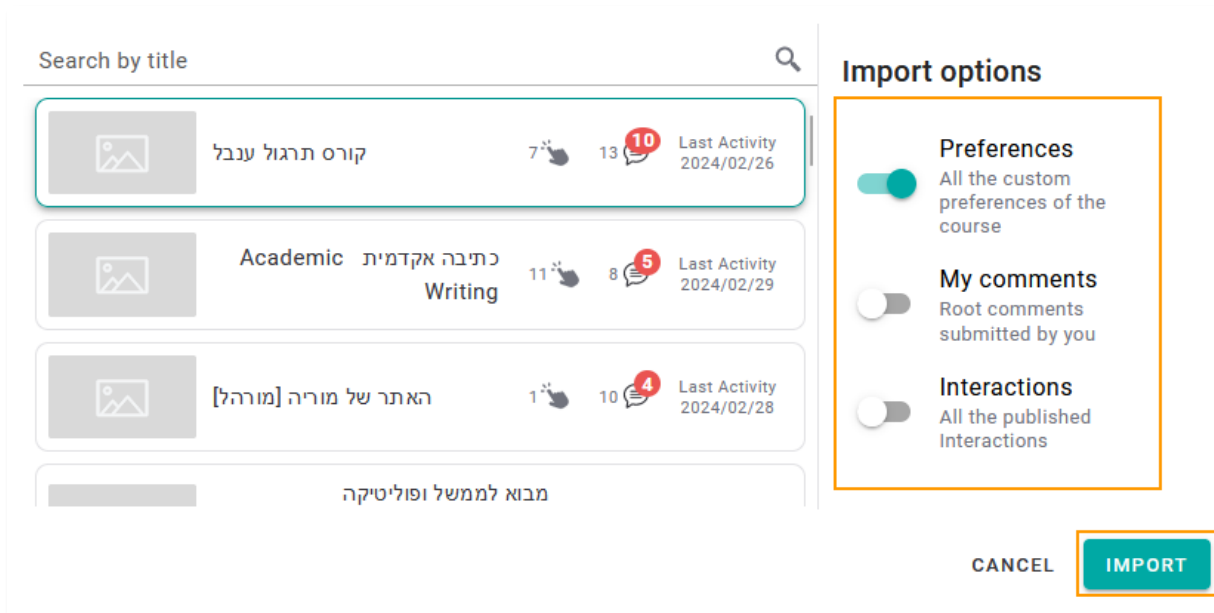 Search by title
Import options
קורס תרגול ענבל
7
13
10
Last Activity
2024/02/26
כתיבה אקדמית Academic
Writing
11
8
5
Last Activity
2024/02/29
האתר של מוריה [מורהל]
1
10
4
Last Activity
2024/02/28
מבוא לממשל ופוליטיקה
Preferences
All the custom
preferences of the
course
My comments
Root comments
submitted by you
Interactions
All the published
Interactions
CANCEL
IMPORT